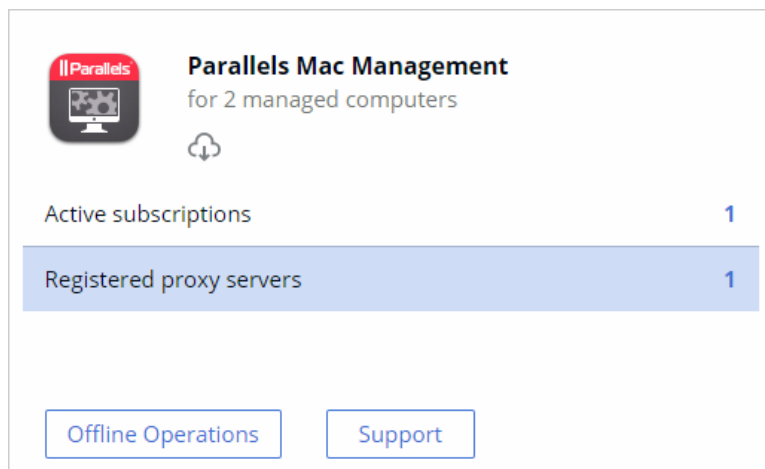 Parallels
Parallels Mac Management
for 2 managed computers
Active subscriptions 1
Registered proxy servers 1
Offline Operations Support